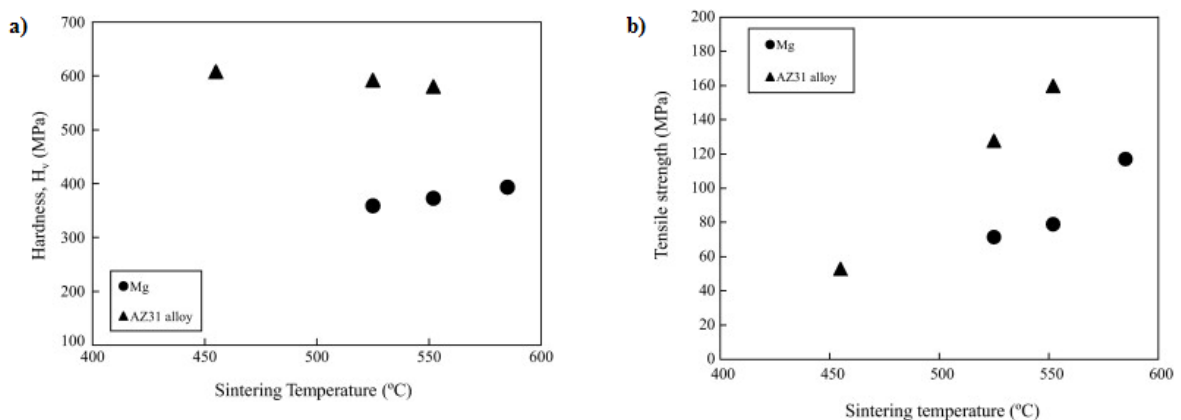 a)
Hardness, Hv (MPa)
700
600
500
400
300
200
100
Mg
AZ31 alloy
400
450
500
550
600
Sintering Temperature (ºC)
b)
Tensile strength (MPa)
200
180
160
140
120
100
80
60
40
20
0
Mg
AZ31 alloy
400
450
500
550
600
Sintering temperature (ºC)